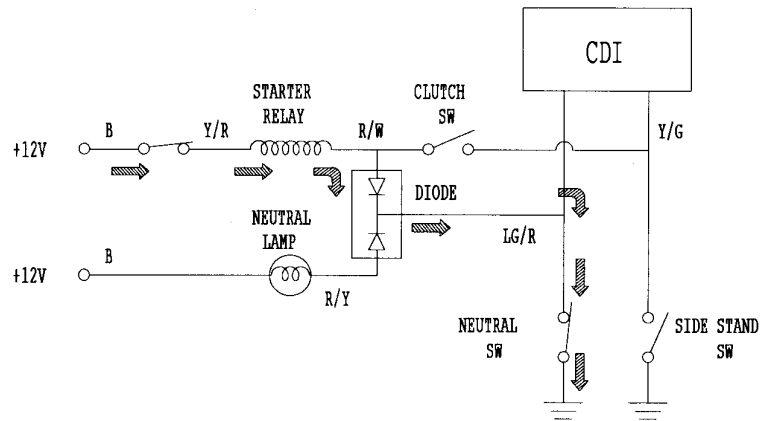 CDI
STARTER
RELAY
CLUTCH
SW
B
Y/R
R/W
Y/G
+12V
DIODE
NEUTRAL
LAMP
LG/R
B
+12V
R/Y
NEUTRAL
SW
SIDE STAND
SW